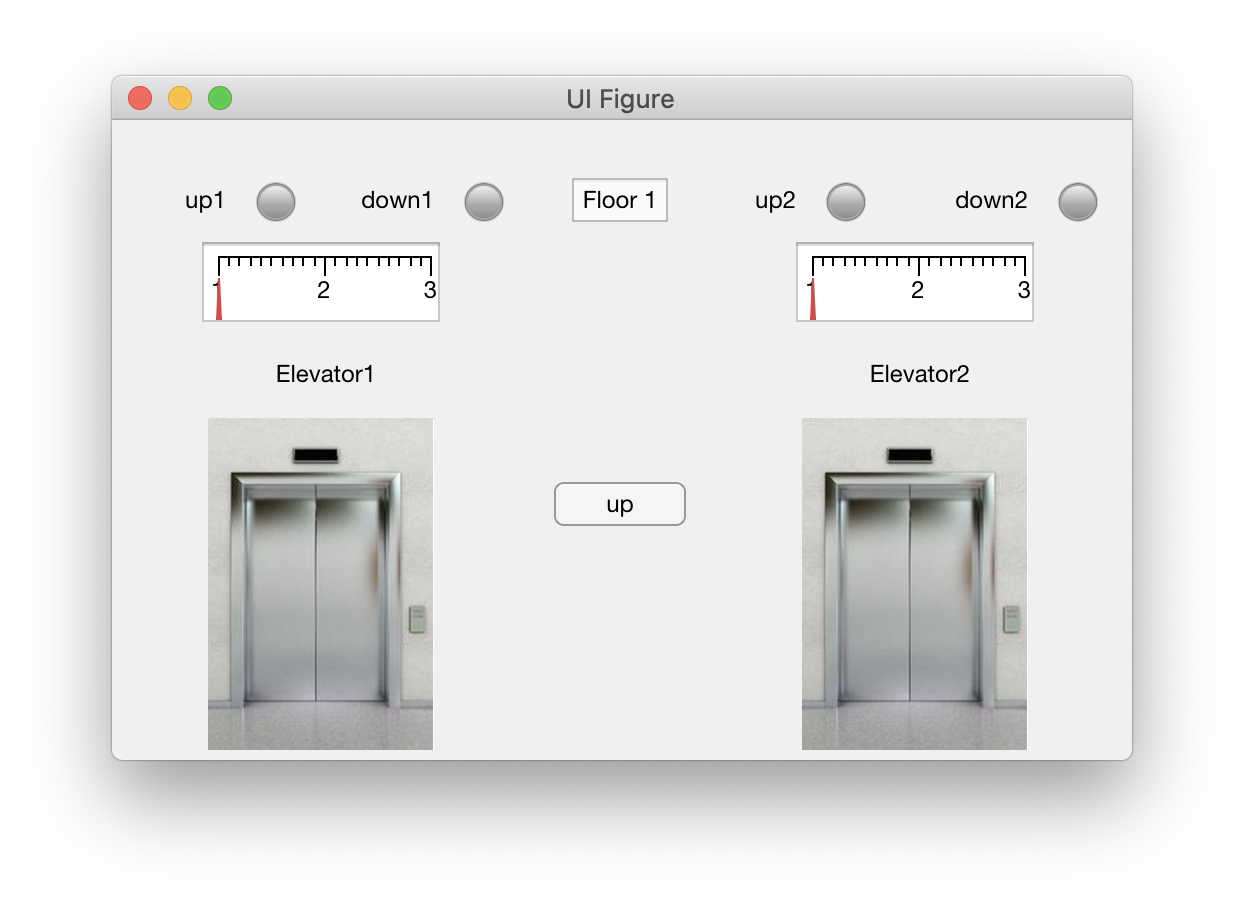 UI Figure
up1 down1 Floor 1 up2 down2
1 2 3 1 2 3
Elevator1 Elevator2
up